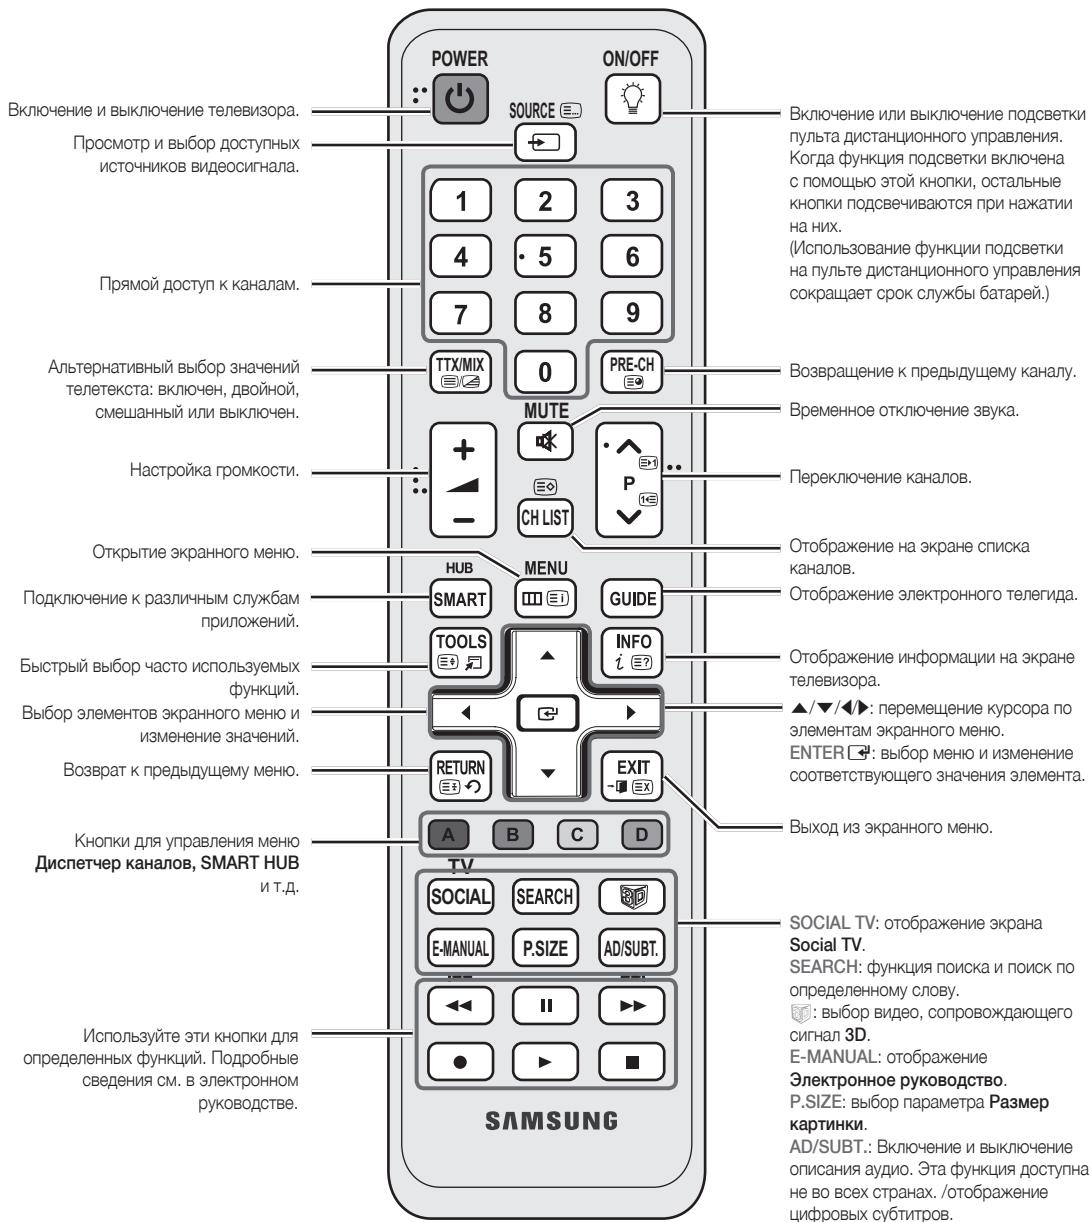 POWER
ON/OFF
SOURCE
Включение и выключение телевизора.
Просмотр и выбор доступных
источников видеосигнала.
Включение или выключение подсветки
пульта дистанционного управления.
Когда функция подсветки включена
с помощью этой кнопки, остальные
кнопки подсвечиваются при нажатии
на них.
(Использование функции подсветки
на пульте дистанционного управления
сокращает срок службы батарей.)
1 2 3
4 5 6
7 8 9
0
Прямой доступ к каналам.
TTX/MIX
PRE-CH
Альтернативный выбор значений
телетекста: включен, двойной,
смешанный или выключен.
Возвращение к предыдущему каналу.
MUTE
Временное отключение звука.
+
−
Настройка громкости.
P
Переключение каналов.
CH LIST
Отображение на экране списка
каналов.
Открытие экранного меню.
HUB
MENU
SMART
GUIDE
Подключение к различным службам
приложений.
Отображение электронного телегида.
TOOLS
INFO
Быстрый выбор часто используемых
функций.
Отображение информации на экране
телевизора.
Выбор элементов экранного меню и
изменение значений.
▲/▼/◀/▶: перемещение курсора по
элементам экранного меню.
ENTER: выбор меню и изменение
соответствующего значения элемента.
RETURN
EXIT
Возврат к предыдущему меню.
Выход из экранного меню.
A B C D
Кнопки для управления меню
Диспетчер каналов, SMART HUB
и т.д.
TV
SOCIAL SEARCH 3D
E-MANUAL P.SIZE AD/SUBT.
SOCIAL TV: отображение экрана
Social TV.
SEARCH: функция поиска и поиск по
определенному слову.
: выбор видео, сопровождающего
сигнал 3D.
E-MANUAL: отображение
Электронное руководство.
P.SIZE: выбор параметра Размер
картинки.
AD/SUBT.: Включение и выключение
описания аудио. Эта функция доступна
не во всех странах. /отображение
цифровых субтитров.
Используйте эти кнопки для
определенных функций. Подробные
сведения см. в электронном
руководстве.
SAMSUNG